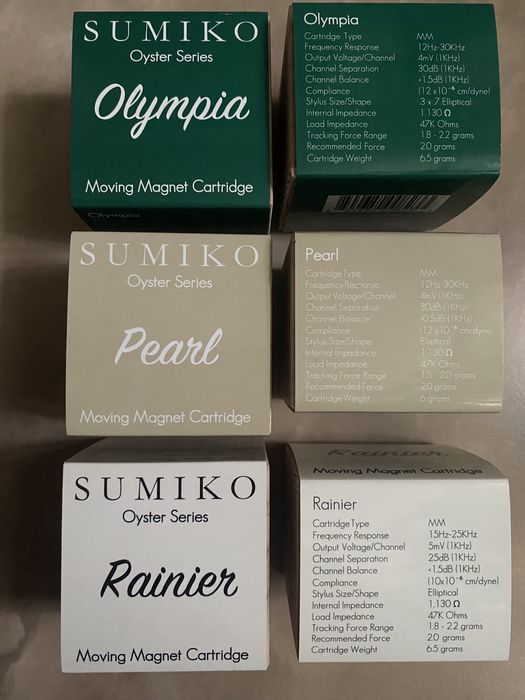 SUMIKO
Oyster Series
Olympia
Moving Magnet Cartridge
Olympia
Olympia
Cartridge Type MM
Frequency Response 12Hz-30KHz
Output Voltage/Channel 4mV (1KHz)
Channel Separation 30dB (1KHz)
Channel Balance <1.5dB (1KHz)
Compliance (12 x 10⁻⁶ cm/dyne)
Stylus Size/Shape 3 x 7 Elliptical
Internal Impedance 1,130 Ω
Load Impedance 47K Ohms
Tracking Force Range 1.8 - 2.2 grams
Recommended Force 2.0 grams
Cartridge Weight 6.5 grams
SUMIKO
Oyster Series
Pearl
Moving Magnet Cartridge
Pearl
Cartridge Type MM
Frequency Response 12Hz-30KHz
Output Voltage/Channel 4mV (1KHz)
Channel Separation 30dB (1KHz)
Channel Balance <0.5dB (1KHz)
Compliance (12 x 10⁻⁶ cm/dyne)
Stylus Size/Shape Elliptical
Internal Impedance 1,130 Ω
Load Impedance 47K Ohms
Tracking Force Range 1.5 - 2.0 grams
Recommended Force 2.0 grams
Cartridge Weight 6 grams
SUMIKO
Oyster Series
Rainier
Moving Magnet Cartridge
Rainier
Moving Magnet Cartridge
Rainier
Cartridge Type MM
Frequency Response 15Hz-25KHz
Output Voltage/Channel 5mV (1KHz)
Channel Separation 25dB (1KHz)
Channel Balance <1.5dB (1KHz)
Compliance (10x10⁻⁶ cm/dyne)
Stylus Size/Shape Elliptical
Internal Impedance 1,130 Ω
Load Impedance 47K Ohms
Tracking Force Range 1.8 - 2.2 grams
Recommended Force 2.0 grams
Cartridge Weight 6.5 grams